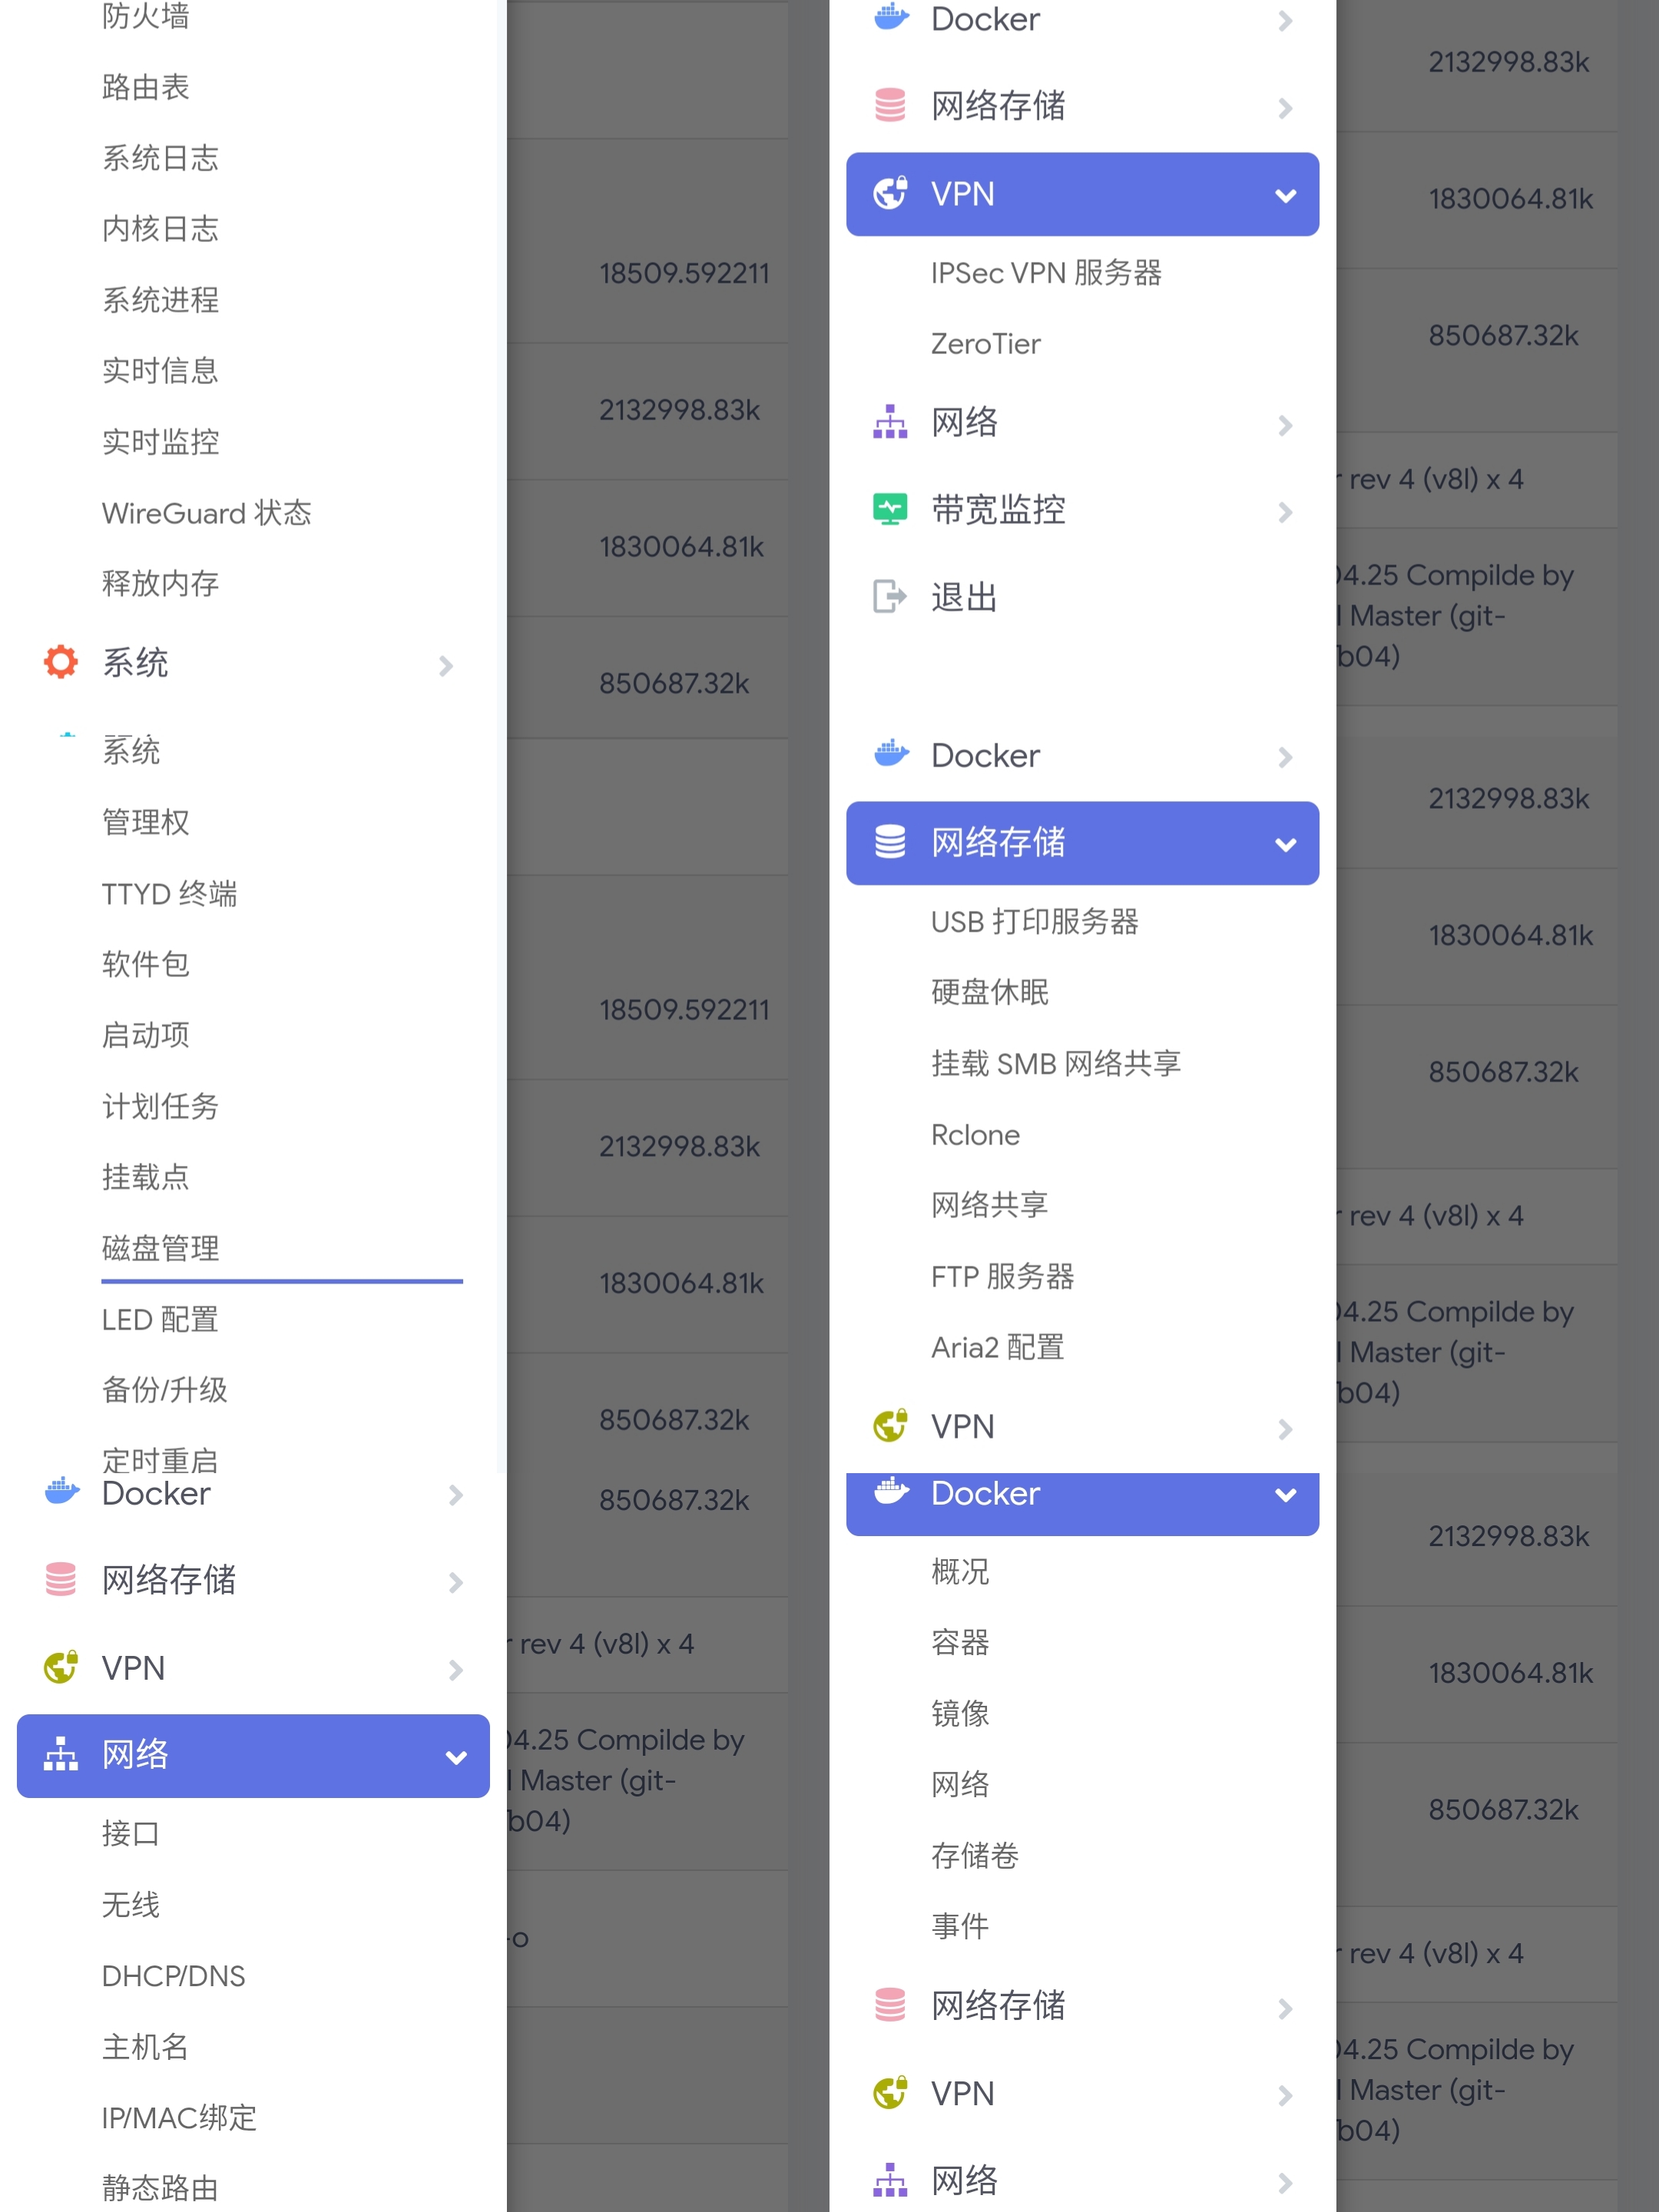 防火墙
路由表
系统日志
内核日志
系统进程
实时信息
实时监控
WireGuard 状态
释放内存
系统
18509.592211
2132998.83k
1830064.81k
850687.32k
Docker
网络存储
VPN
IPSec VPN 服务器
ZeroTier
网络
带宽监控
退出
2132998.83k
1830064.81k
850687.32k
rev 4 (v8l) x 4
04.25 Compilde by
Master (git-
b04)
系统
管理权
TTYD 终端
软件包
启动项
计划任务
挂载点
磁盘管理
LED 配置
备份/升级
定时重启
18509.592211
2132998.83k
1830064.81k
850687.32k
Docker
网络存储
USB 打印服务器
硬盘休眠
挂载 SMB 网络共享
Rclone
网络共享
FTP 服务器
Aria2 配置
VPN
2132998.83k
1830064.81k
850687.32k
rev 4 (v8l) x 4
04.25 Compilde by
Master (git-
b04)
Docker
网络存储
VPN
网络
接口
无线
DHCP/DNS
主机名
IP/MAC绑定
静态路由
850687.32k
rev 4 (v8l) x 4
04.25 Compilde by
Master (git-
b04)
-o
Docker
概况
容器
镜像
网络
存储卷
事件
网络存储
VPN
网络
2132998.83k
1830064.81k
850687.32k
rev 4 (v8l) x 4
04.25 Compilde by
Master (git-
b04)